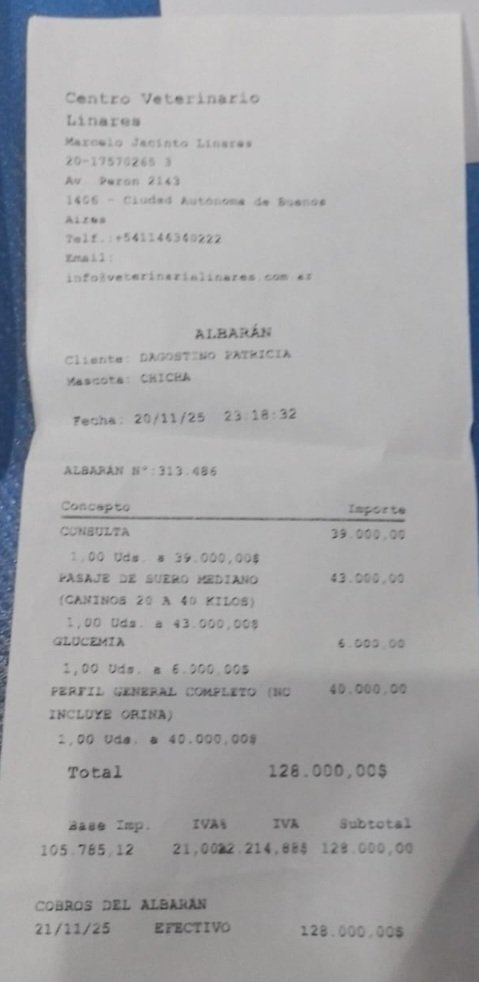 Centro Veterinario
Linares
Marcelo Jacinto Linares
20-17570265 3
Av. Peron 2143
1406 - Ciudad Autónoma de Buenos
Aires
Telf.:+541146340222
Email:
info@veterinarialinares.com.ar
ALBARÁN
Cliente: DAGOSTINO PATRICIA
Mascota: CHICHA
Fecha: 20/11/25 23:18:32
ALBARÁN Nº:313.486
Concepto Importe
CONSULTA 39.000,00
1,00 Uds. a 39.000,00$
PASAJE DE SUERO MEDIANO 43.000,00
(CANINOS 20 A 40 KILOS)
1,00 Uds. a 43.000,00$
GLUCEMIA 6.000,00
1,00 Uds. a 6.000,00$
PERFIL GENERAL COMPLETO (NO 40.000,00
INCLUYE ORINA)
1,00 Uds. a 40.000,00$
Total 128.000,00$
Base Imp. IVA% IVA Subtotal
105.785,12 21,00 22.214,88$ 128.000,00
COBROS DEL ALBARÁN
21/11/25 EFECTIVO 128.000,00$